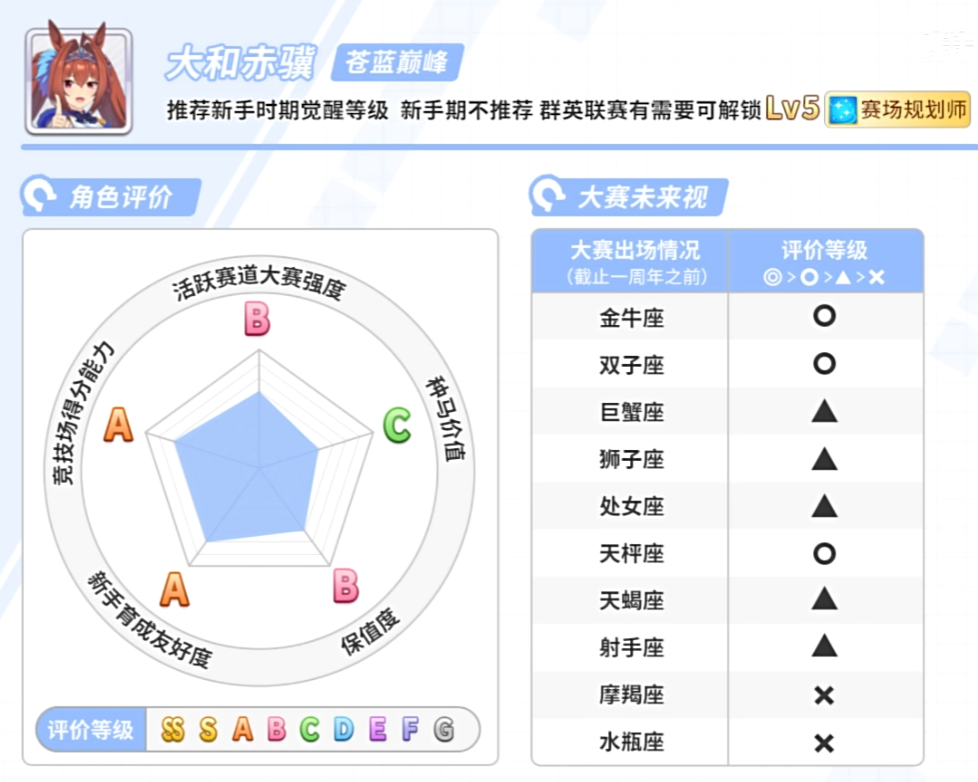 大和赤骥 苍蓝巅峰
推荐新手时期觉醒等级 新手期不推荐 群英联赛有需要可解锁Lv5 赛场规划师
角色评价
活跃赛道大赛强度
B
种马价值
C
保值度
B
新手育成友好度
A
竞技场得分能力
A
评价等级 SS S A B C D E F G
大赛未来视
大赛出场情况 评价等级
(截止一周年之前) ◎>○>▲>×
金牛座 ○
双子座 ○
巨蟹座 ▲
狮子座 ▲
处女座 ▲
天枰座 ○
天蝎座 ▲
射手座 ▲
摩羯座 ×
水瓶座 ×